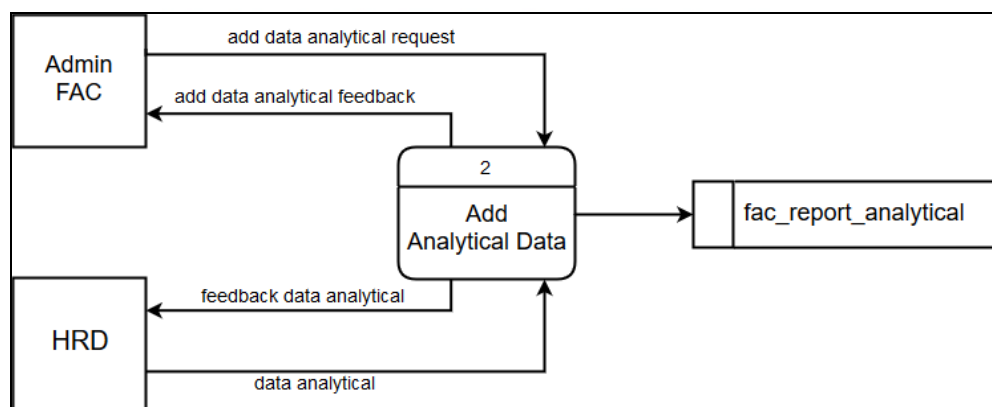 add data analytical request
Admin
FAC
add data analytical feedback
2
Add
Analytical Data
fac_report_analytical
feedback data analytical
HRD
data analytical